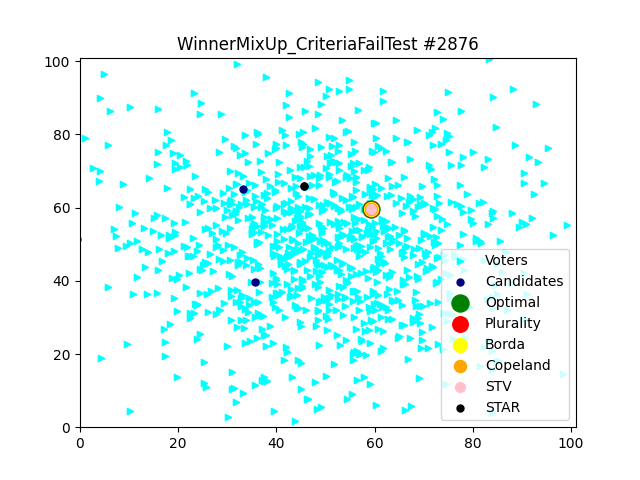 WinnerMixUp_CriteriaFailTest #2876
100
80
60
40
20
0
0
20
40
60
80
100
Voters
Candidates
Optimal
Plurality
Borda
Copeland
STV
STAR